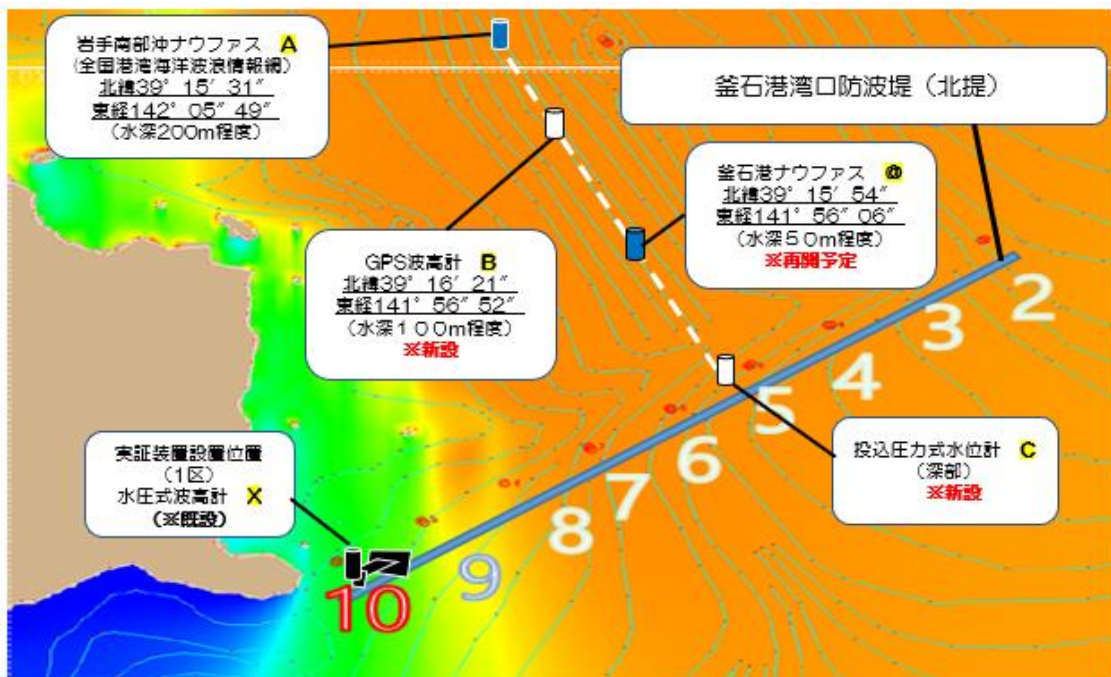 岩手南部沖ナウファス A
(全国港湾海洋波浪情報網)
北緯39° 15′ 31″
東経142° 05″ 49″
(水深200m程度)
釜石港湾口防波堤（北提）
釜石港ナウファス @
北緯39° 15′ 54″
東経141° 56″ 06″
(水深50m程度)
※再開予定
GPS波高計 B
北緯39° 16′ 21″
東経141° 56″ 52″
(水深100m程度)
※新設
2
3
4
5
6
7
8
9
10
実証装置設置位置
(1区)
水圧式波高計 X
(※既設)
投込圧力式水位計 C
(深部)
※新設